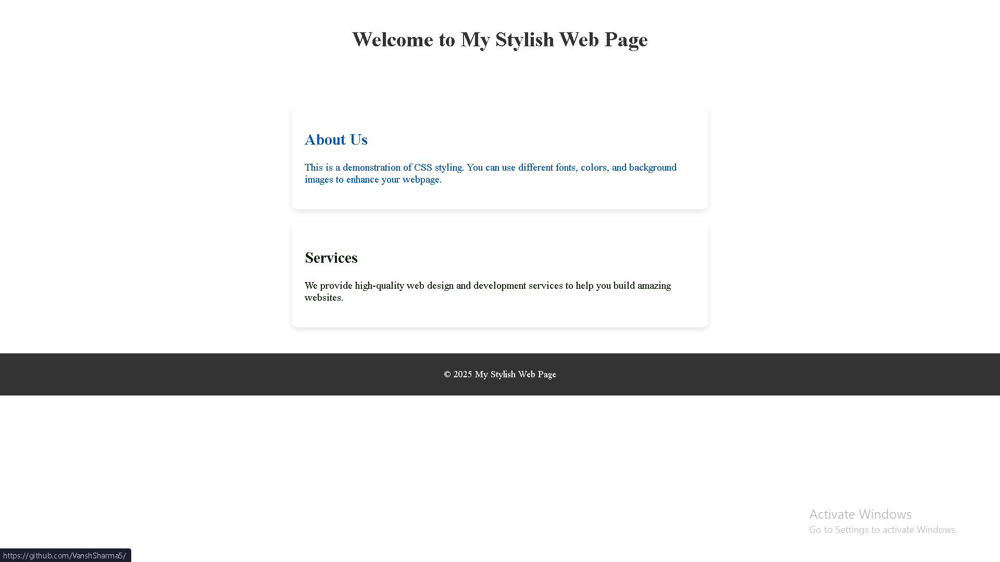 Welcome to My Stylish Web Page
About Us
This is a demonstration of CSS styling. You can use different fonts, colors, and background
images to enhance your webpage.
Services
We provide high-quality web design and development services to help you build amazing
websites.
© 2025 My Stylish Web Page
Activate Windows
Go to Settings to activate Windows.
https://github.com/VanshSharma5/